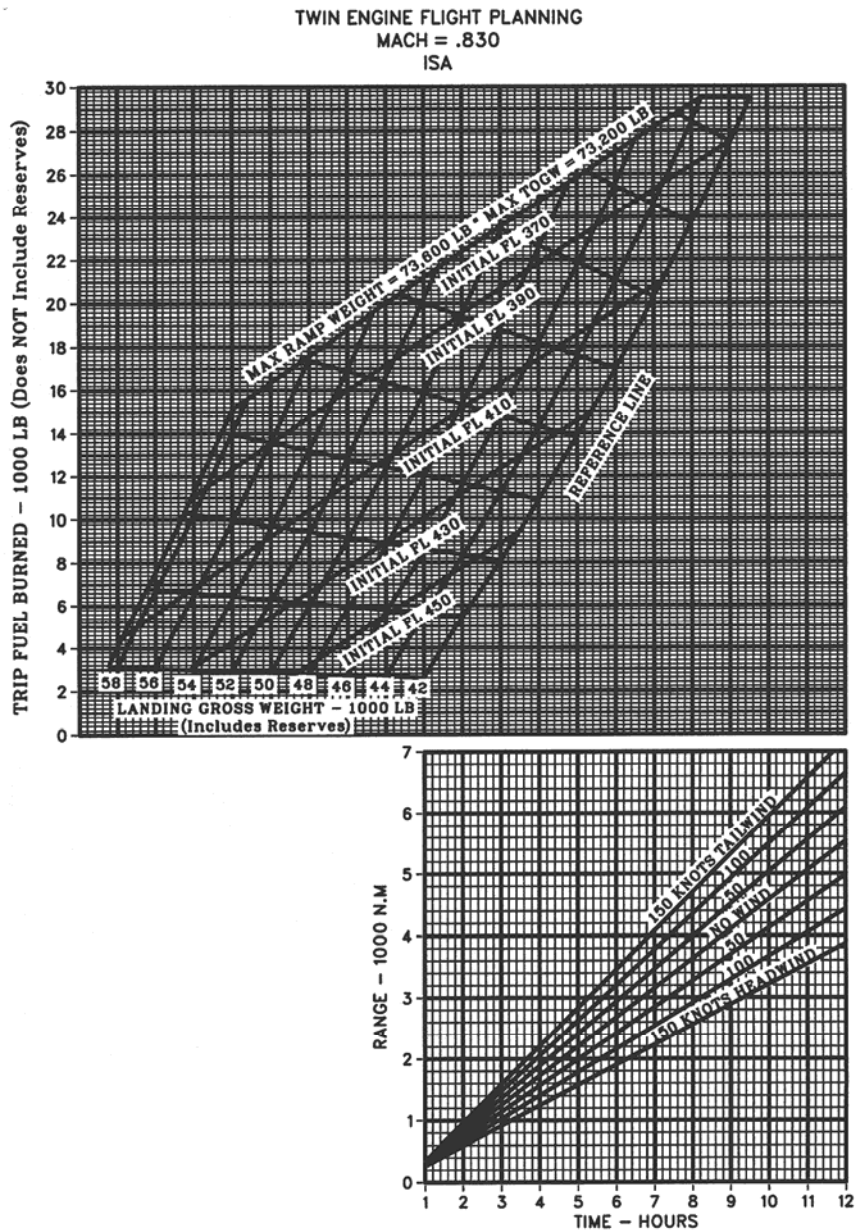 TWIN ENGINE FLIGHT PLANNING
MACH = .830
ISA
TRIP FUEL BURNED – 1000 LB (Does NOT Include Reserves)
30
28
26
24
22
20
18
16
14
12
10
8
6
4
2
0
MAX RAMP WEIGHT = 73,600 LB * MAX TOGW = 73,200 LB
INITIAL FL 370
INITIAL FL 390
INITIAL FL 410
INITIAL FL 430
INITIAL FL 450
REFERENCE LINE
58 56 54 52 50 48 46 44 42
LANDING GROSS WEIGHT – 1000 LB
(Includes Reserves)
RANGE – 1000 N.M
7
6
5
4
3
2
1
0
150 KNOTS TAILWIND
100
50
NO WIND
50
100
150 KNOTS HEADWIND
1 2 3 4 5 6 7 8 9 10 11 12
TIME – HOURS